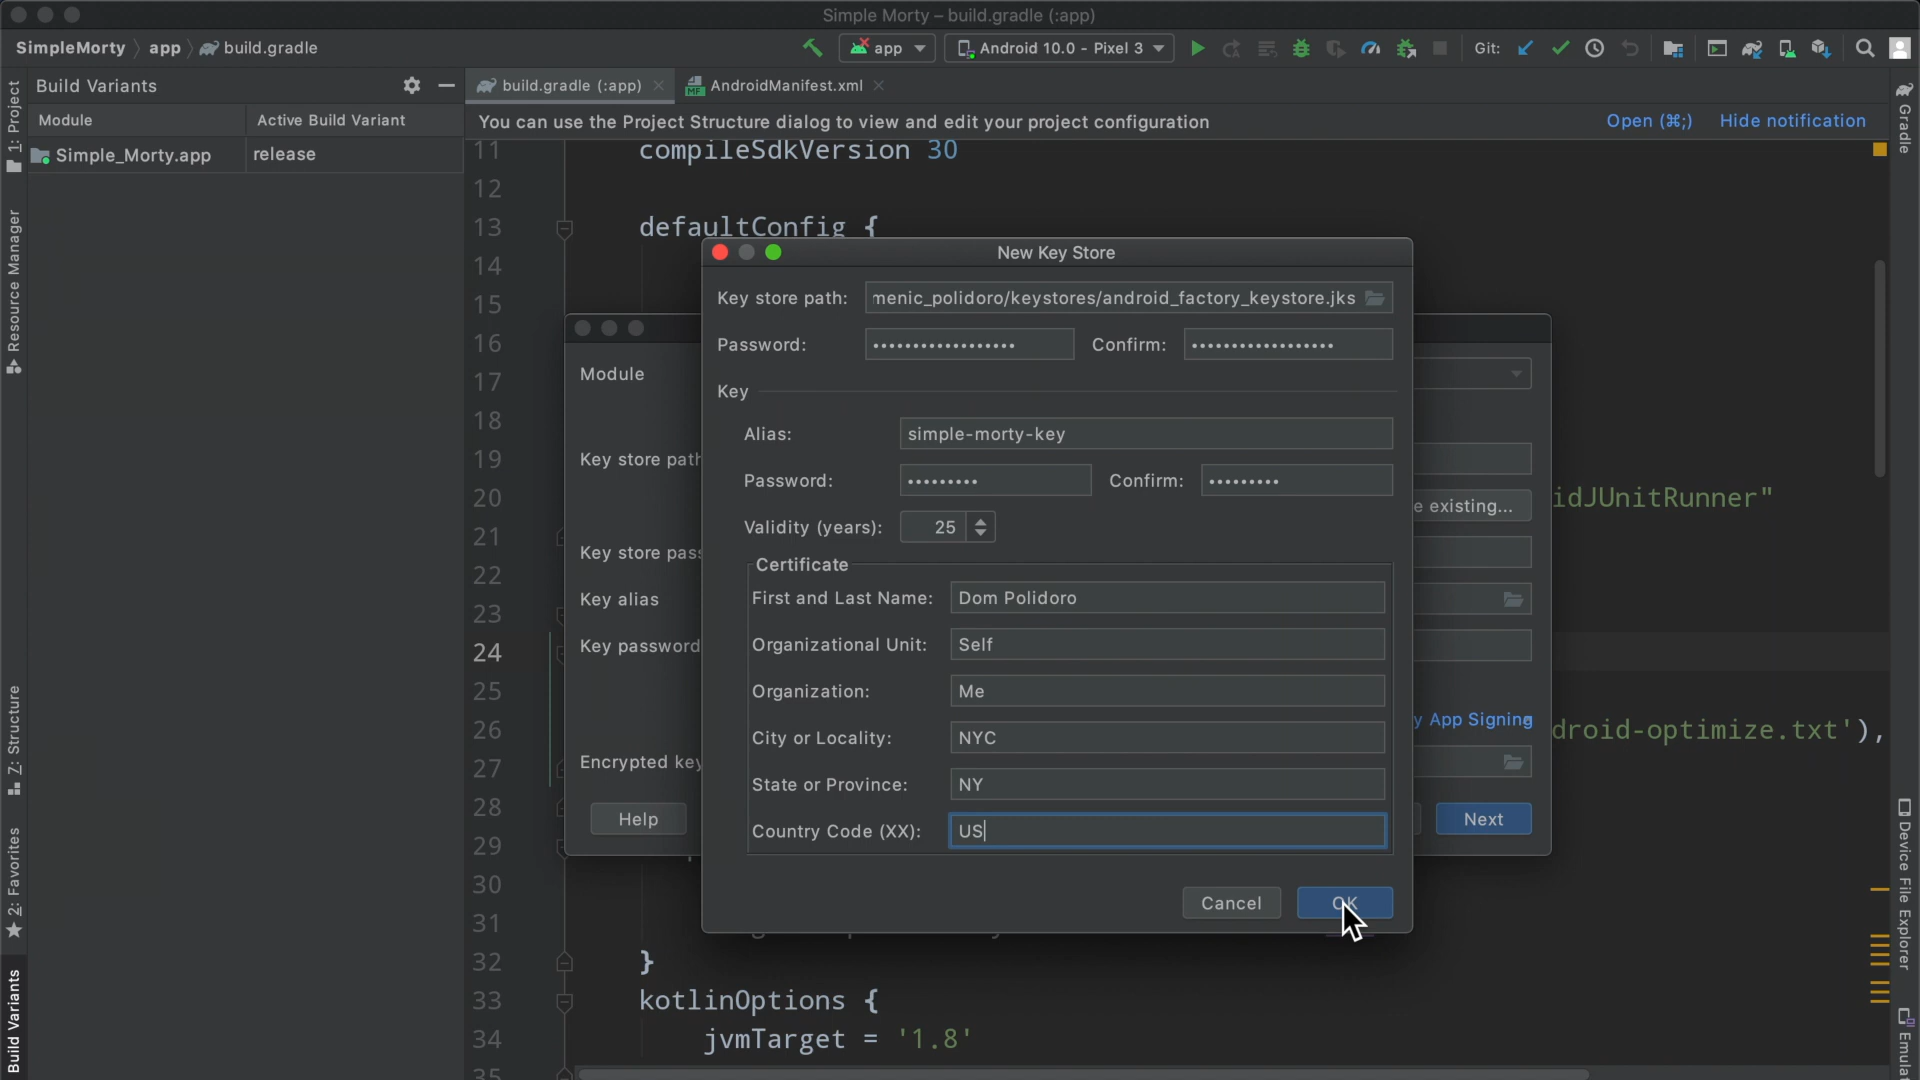 Simple Morty – build.gradle (:app)
SimpleMorty app build.gradle
app Android 10.0 - Pixel 3 Git:
Build Variants
build.gradle (:app) AndroidManifest.xml
Module Active Build Variant
Simple_Morty.app release
You can use the Project Structure dialog to view and edit your project configuration Open (⌘;) Hide notification
11 compileSdkVersion 30
12
13 defaultConfig {
14
15
16
17
18
19
20 idJUnitRunner"
21
22
23
24
25
26 droid-optimize.txt'),
27
28
29
30
31
32 }
33 kotlinOptions {
34 jvmTarget = '1.8'
35
Module
Key store path
Key store pass
Key alias
Key password
Encrypted key
e existing...
y App Signing
Help
Next
New Key Store
Key store path: menic_polidoro/keystores/android_factory_keystore.jks
Password: •••••••••••••••••• Confirm: ••••••••••••••••••
Key
Alias: simple-morty-key
Password: ••••••••• Confirm: •••••••••
Validity (years): 25
Certificate
First and Last Name: Dom Polidoro
Organizational Unit: Self
Organization: Me
City or Locality: NYC
State or Province: NY
Country Code (XX): US
Cancel OK
1: Project
Resource Manager
Z: Structure
2: Favorites
Build Variants
Gradle
Device File Explorer
Emulat